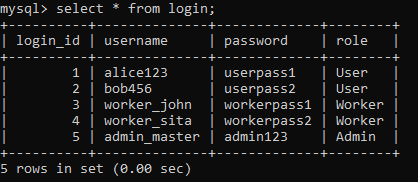 mysql> select * from login;
+----------+--------------+-------------+--------+
| login_id | username     | password    | role   |
+----------+--------------+-------------+--------+
|        1 | alice123     | userpass1   | User   |
|        2 | bob456       | userpass2   | User   |
|        3 | worker_john  | workerpass1 | Worker |
|        4 | worker_sita  | workerpass2 | Worker |
|        5 | admin_master | admin123    | Admin  |
+----------+--------------+-------------+--------+
5 rows in set (0.00 sec)